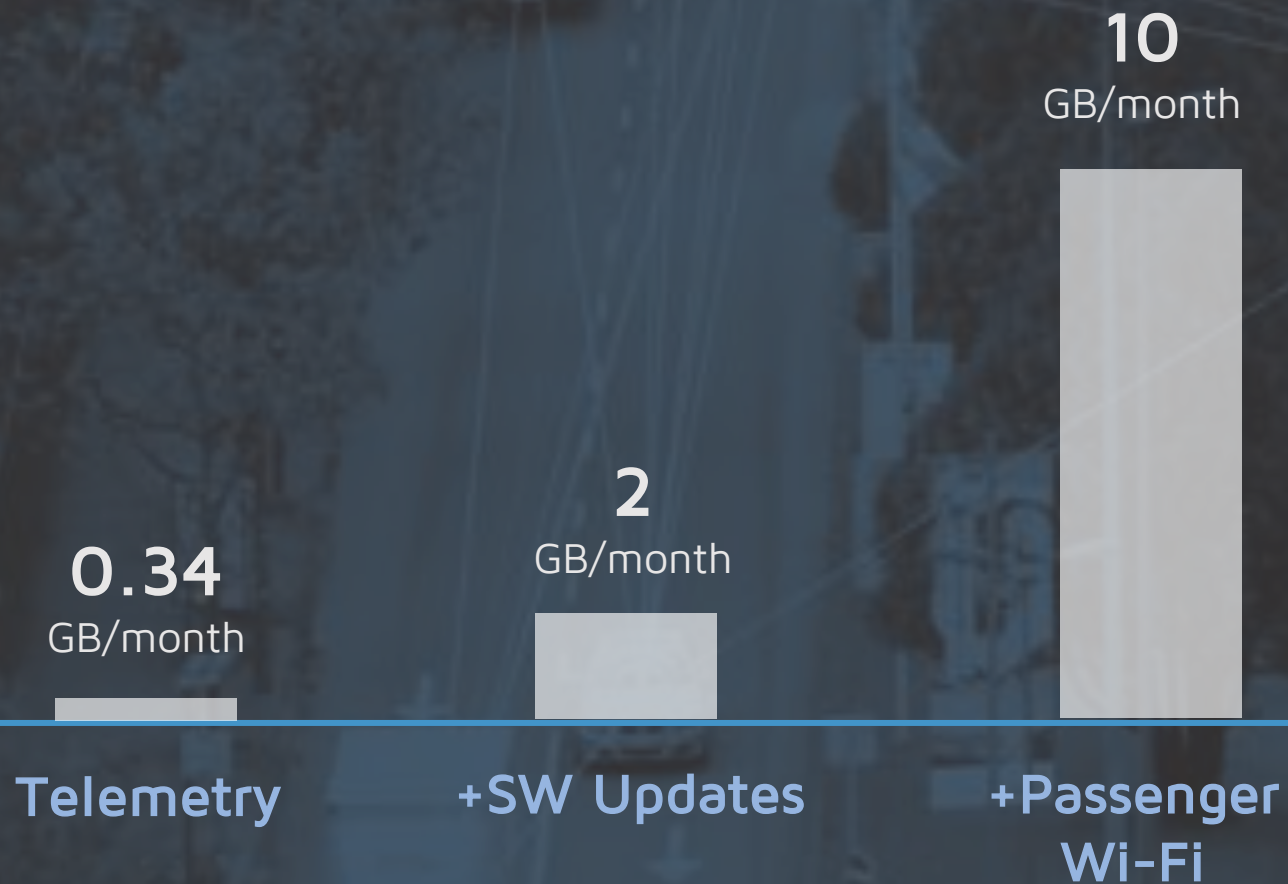 10
GB/month
2
GB/month
0.34
GB/month
Telemetry
+SW Updates
+Passenger
Wi-Fi